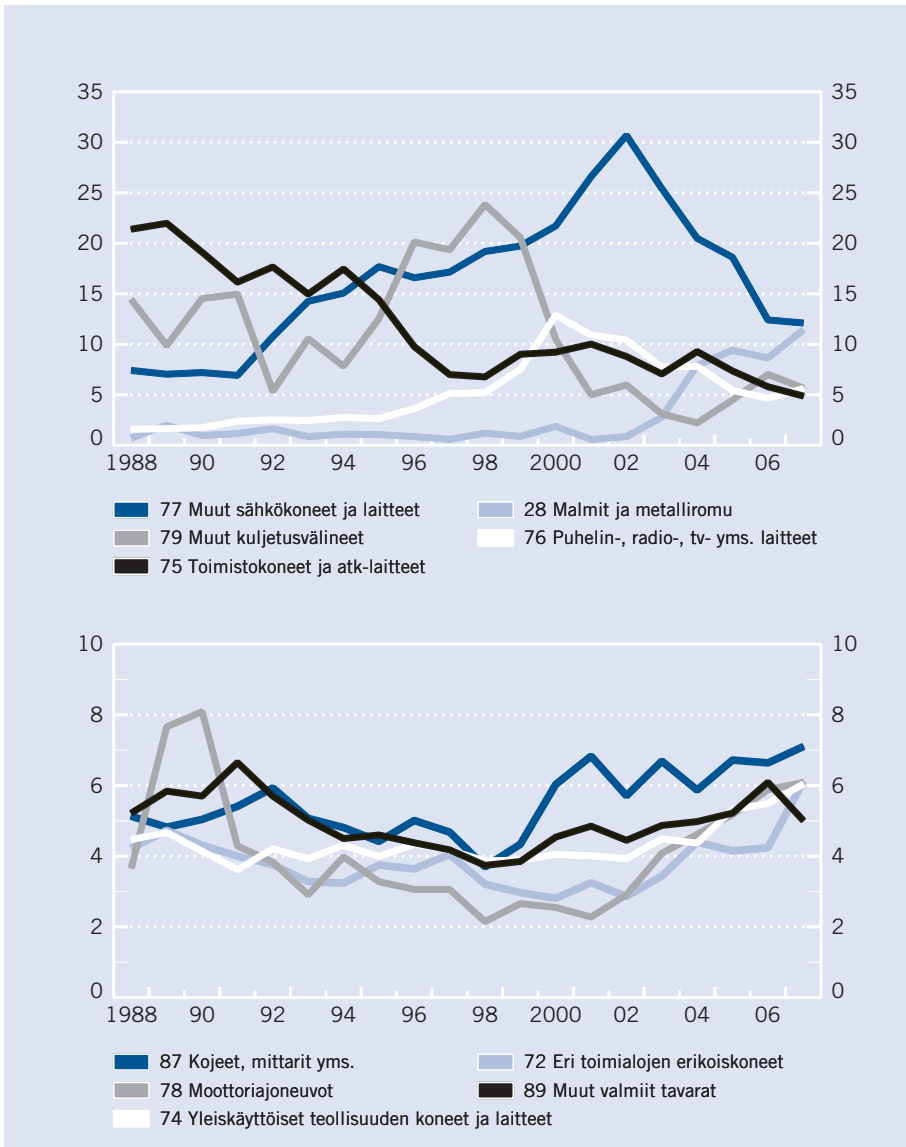 35 35
30 30
25 25
20 20
15 15
10 10
5 5
0 0
1988 90 92 94 96 98 2000 02 04 06
77 Muut sähkökoneet ja laitteet 28 Malmit ja metalliromu
79 Muut kuljetusvälineet 76 Puhelin-, radio-, tv- yms. laitteet
75 Toimistokoneet ja atk-laitteet
10 10
8 8
6 6
4 4
2 2
0 0
1988 90 92 94 96 98 2000 02 04 06
87 Kojeet, mittarit yms. 72 Eri toimialojen erikoiskoneet
78 Moottoriajoneuvot 89 Muut valmiit tavarat
74 Yleiskäyttöiset teollisuuden koneet ja laitteet